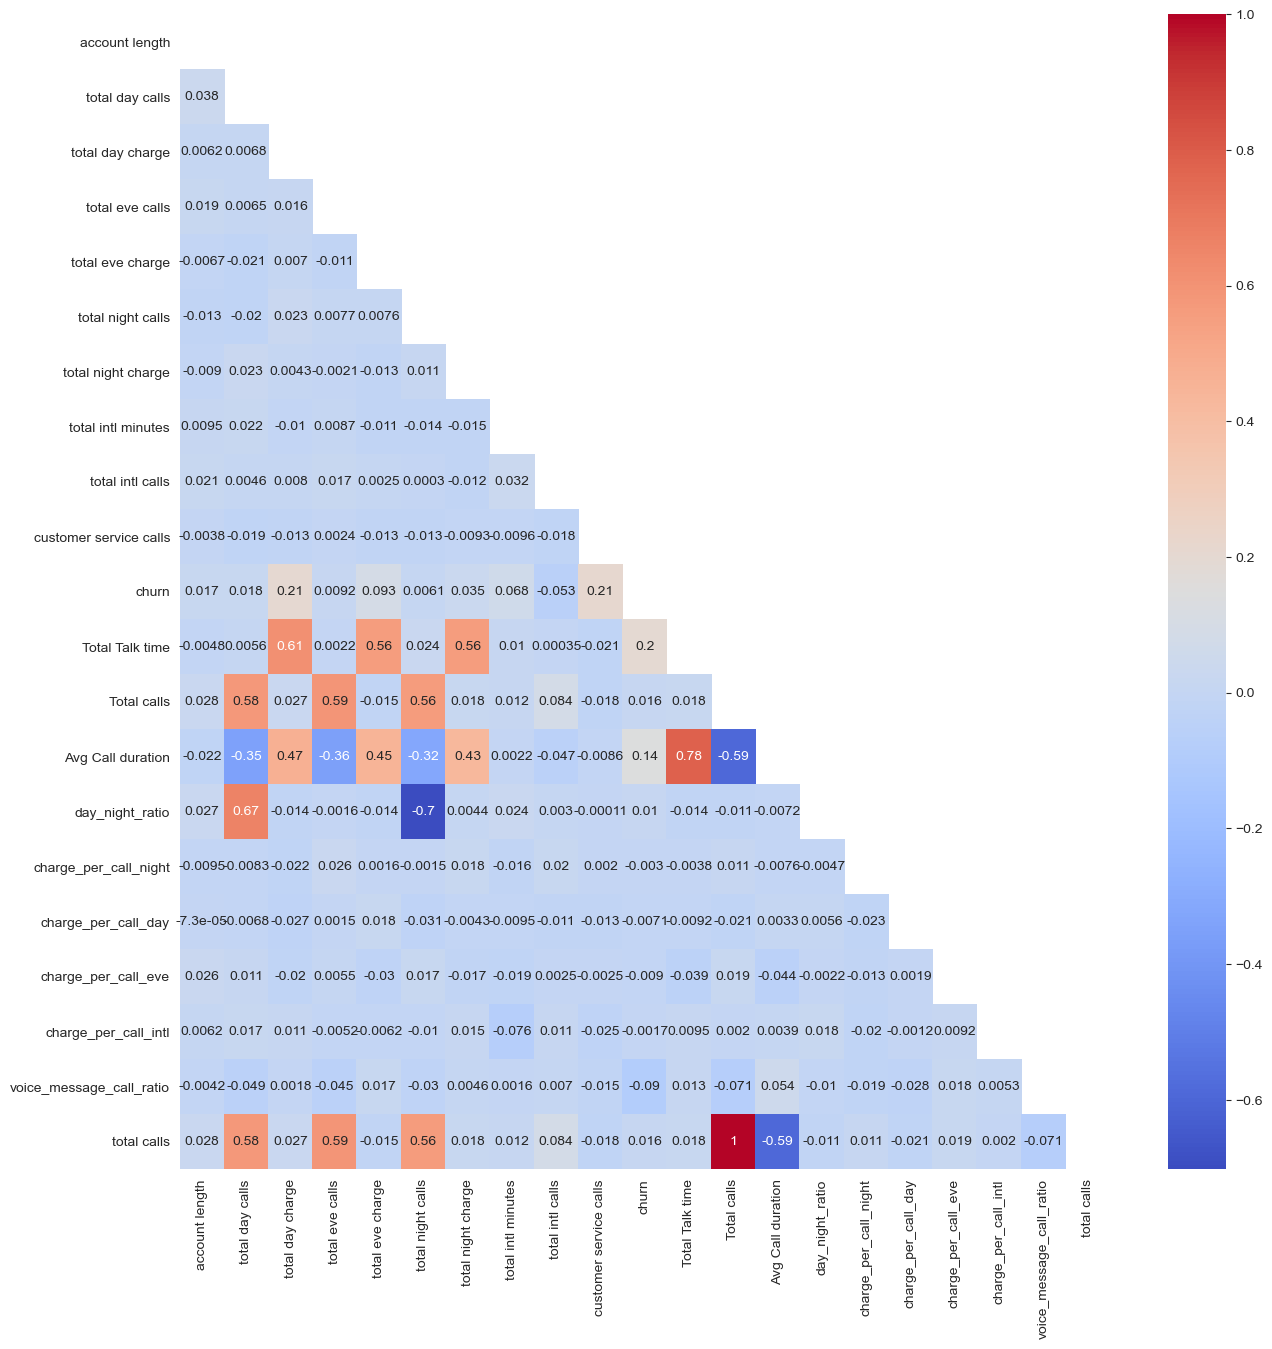 1.0
account length
total day calls 0.038
total day charge 0.0062 0.0068
0.8
total eve calls 0.019 0.0065 0.016
total eve charge -0.0067 -0.021 0.007 -0.011
0.6
total night calls -0.013 -0.02 0.023 0.0077 0.0076
total night charge -0.009 0.023 0.0043 -0.0021 -0.013 0.011
0.4
total intl minutes 0.0095 0.022 -0.01 0.0087 -0.011 -0.014 -0.015
total intl calls 0.021 0.0046 0.008 0.017 0.0025 0.0003 -0.012 0.032
customer service calls -0.0038 -0.019 -0.013 0.0024 -0.013 -0.013 -0.0093 -0.0096 -0.018
0.2
churn 0.017 0.018 0.21 0.0092 0.093 0.0061 0.035 0.068 -0.053 0.21
Total Talk time -0.0048 0.0056 0.61 0.0022 0.56 0.024 0.56 0.01 0.00035 -0.021 0.2
0.0
Total calls 0.028 0.58 0.027 0.59 -0.015 0.56 0.018 0.012 0.084 -0.018 0.016 0.018
Avg Call duration -0.022 -0.35 0.47 -0.36 0.45 -0.32 0.43 0.0022 -0.047 -0.0086 0.14 0.78 -0.59
day_night_ratio 0.027 0.67 -0.014 -0.0016 -0.014 -0.7 0.0044 0.024 0.003 -0.00011 0.01 -0.014 -0.011 -0.0072
−0.2
charge_per_call_night -0.0095 -0.0083 -0.022 0.026 0.0016 -0.0015 0.018 -0.016 0.02 0.002 -0.003 -0.0038 0.011 -0.0076 -0.0047
charge_per_call_day -7.3e-05 -0.0068 -0.027 0.0015 0.018 -0.031 -0.0043 -0.0095 -0.011 -0.013 -0.0071 -0.0092 -0.021 0.0033 0.0056 -0.023
−0.4
charge_per_call_eve 0.026 0.011 -0.02 0.0055 -0.03 0.017 -0.017 -0.019 0.0025 -0.0025 -0.009 -0.039 0.019 -0.044 -0.0022 -0.013 0.0019
charge_per_call_intl 0.0062 0.017 0.011 -0.0052 -0.0062 -0.01 0.015 -0.076 0.011 -0.025 -0.0017 0.0095 0.002 0.0039 0.018 -0.02 -0.0012 0.0092
voice_message_call_ratio -0.0042 -0.049 0.0018 -0.045 0.017 -0.03 0.0046 0.0016 0.007 -0.015 -0.09 0.013 -0.071 0.054 -0.01 -0.019 -0.028 0.018 0.0053
−0.6
total calls 0.028 0.58 0.027 0.59 -0.015 0.56 0.018 0.012 0.084 -0.018 0.016 0.018 1 -0.59 -0.011 0.011 -0.021 0.019 0.002 -0.071
account length
total day calls
total day charge
total eve calls
total eve charge
total night calls
total night charge
total intl minutes
total intl calls
customer service calls
churn
Total Talk time
Total calls
Avg Call duration
day_night_ratio
charge_per_call_night
charge_per_call_day
charge_per_call_eve
charge_per_call_intl
voice_message_call_ratio
total calls